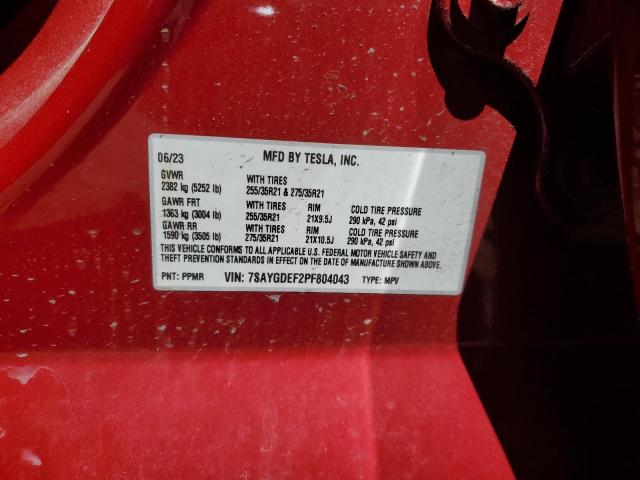 06/23 MFD BY TESLA, INC.
GVWR WITH TIRES
2382 kg (5252 lb) 255/35R21 & 275/35R21
GAWR FRT WITH TIRES RIM COLD TIRE PRESSURE
1363 kg (3004 lb) 255/35R21 21X9.5J 290 kPa, 42 psi
GAWR RR WITH TIRES RIM COLD TIRE PRESSURE
1590 kg (3505 lb) 275/35R21 21X10.5J 290 kPa, 42 psi
THIS VEHICLE CONFORMS TO ALL APPLICABLE U.S. FEDERAL MOTOR VEHICLE SAFETY AND
THEFT PREVENTION STANDARDS IN EFFECT ON THE DATE OF MANUFACTURE SHOWN ABOVE.
PNT: PPMR VIN: 7SAYGDEF2PF804043 TYPE: MPV